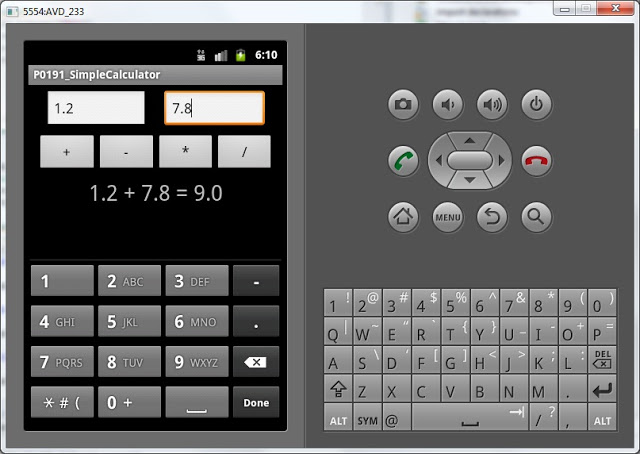 5554:AVD_233
3G 6:10
P0191_SimpleCalculator
1.2 7.8
+ - * /
1.2 + 7.8 = 9.0
1 2 ABC 3 DEF -
4 GHI 5 JKL 6 MNO .
7 PQRS 8 TUV 9 WXYZ
* # ( 0 + Done
MENU
1 ! 2 @ 3 # 4 $ 5 % 6 ^ 7 & 8 * 9 ( 0 )
Q | W ~ E " R ` T { Y } U _ I - O + P =
A S \ D ' F [ G ] H < J > K ; L : DEL
Z X C V B N M .
ALT SYM @ / ? , ALT